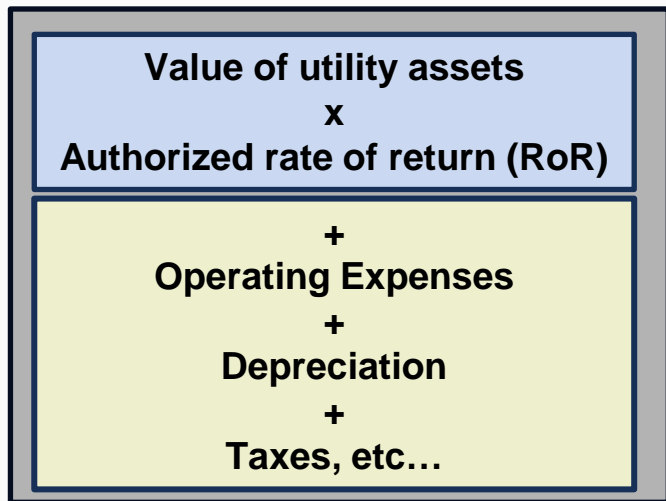 Value of utility assets
x
Authorized rate of return (RoR)
+
Operating Expenses
+
Depreciation
+
Taxes, etc…